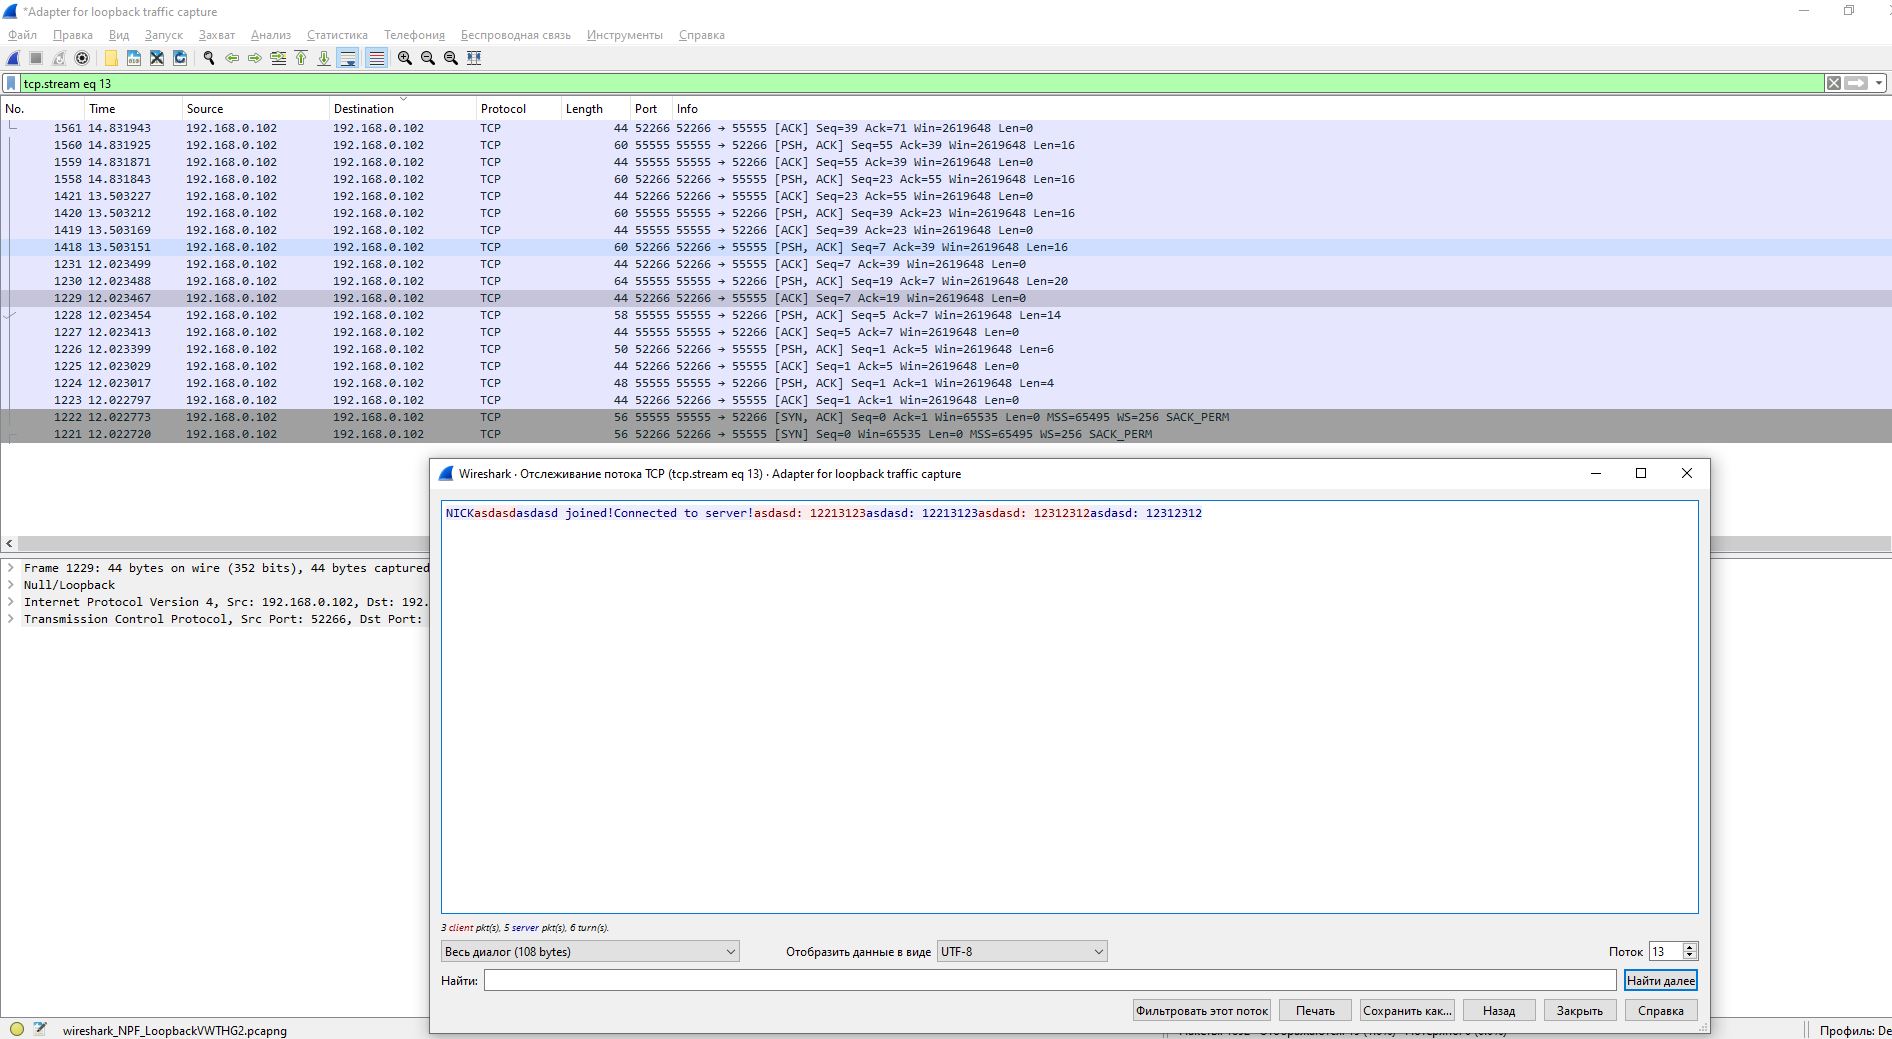 *Adapter for loopback traffic capture
Файл Правка Вид Запуск Захват Анализ Статистика Телефония Беспроводная связь Инструменты Справка
tcp.stream eq 13
No. Time Source Destination Protocol Length Port Info
1561 14.831943 192.168.0.102 192.168.0.102 TCP 44 52266 52266 → 55555 [ACK] Seq=39 Ack=71 Win=2619648 Len=0
1560 14.831925 192.168.0.102 192.168.0.102 TCP 60 55555 55555 → 52266 [PSH, ACK] Seq=55 Ack=39 Win=2619648 Len=16
1559 14.831871 192.168.0.102 192.168.0.102 TCP 44 55555 55555 → 52266 [ACK] Seq=55 Ack=39 Win=2619648 Len=0
1558 14.831843 192.168.0.102 192.168.0.102 TCP 60 52266 52266 → 55555 [PSH, ACK] Seq=23 Ack=55 Win=2619648 Len=16
1421 13.503227 192.168.0.102 192.168.0.102 TCP 44 52266 52266 → 55555 [ACK] Seq=23 Ack=55 Win=2619648 Len=0
1420 13.503212 192.168.0.102 192.168.0.102 TCP 60 55555 55555 → 52266 [PSH, ACK] Seq=39 Ack=23 Win=2619648 Len=16
1419 13.503169 192.168.0.102 192.168.0.102 TCP 44 55555 55555 → 52266 [ACK] Seq=39 Ack=23 Win=2619648 Len=0
1418 13.503151 192.168.0.102 192.168.0.102 TCP 60 52266 52266 → 55555 [PSH, ACK] Seq=7 Ack=39 Win=2619648 Len=16
1231 12.023499 192.168.0.102 192.168.0.102 TCP 44 52266 52266 → 55555 [ACK] Seq=7 Ack=39 Win=2619648 Len=0
1230 12.023488 192.168.0.102 192.168.0.102 TCP 64 55555 55555 → 52266 [PSH, ACK] Seq=19 Ack=7 Win=2619648 Len=20
1229 12.023467 192.168.0.102 192.168.0.102 TCP 44 52266 52266 → 55555 [ACK] Seq=7 Ack=19 Win=2619648 Len=0
1228 12.023454 192.168.0.102 192.168.0.102 TCP 58 55555 55555 → 52266 [PSH, ACK] Seq=5 Ack=7 Win=2619648 Len=14
1227 12.023413 192.168.0.102 192.168.0.102 TCP 44 55555 55555 → 52266 [ACK] Seq=5 Ack=7 Win=2619648 Len=0
1226 12.023399 192.168.0.102 192.168.0.102 TCP 50 52266 52266 → 55555 [PSH, ACK] Seq=1 Ack=5 Win=2619648 Len=6
1225 12.023029 192.168.0.102 192.168.0.102 TCP 44 52266 52266 → 55555 [ACK] Seq=1 Ack=5 Win=2619648 Len=0
1224 12.023017 192.168.0.102 192.168.0.102 TCP 48 55555 55555 → 52266 [PSH, ACK] Seq=1 Ack=1 Win=2619648 Len=4
1223 12.022797 192.168.0.102 192.168.0.102 TCP 44 52266 52266 → 55555 [ACK] Seq=1 Ack=1 Win=2619648 Len=0
1222 12.022773 192.168.0.102 192.168.0.102 TCP 56 55555 55555 → 52266 [SYN, ACK] Seq=0 Ack=1 Win=65535 Len=0 MSS=65495 WS=256 SACK_PERM
1221 12.022720 192.168.0.102 192.168.0.102 TCP 56 52266 52266 → 55555 [SYN] Seq=0 Win=65535 Len=0 MSS=65495 WS=256 SACK_PERM
Wireshark · Отслеживание потока TCP (tcp.stream eq 13) · Adapter for loopback traffic capture
NICKasdasdasdasd joined!Connected to server!asdasd: 12213123asdasd: 12213123asdasd: 12312312asdasd: 12312312
Frame 1229: 44 bytes on wire (352 bits), 44 bytes captured
Null/Loopback
Internet Protocol Version 4, Src: 192.168.0.102, Dst: 192.
Transmission Control Protocol, Src Port: 52266, Dst Port:
3 client pkt(s), 5 server pkt(s), 6 turn(s).
Весь диалог (108 bytes) Отобразить данные в виде UTF-8 Поток 13
Найти: Найти далее
Фильтровать этот поток Печать Сохранить как... Назад Закрыть Справка
wireshark_NPF_LoopbackVWTHG2.pcapng Профиль: De